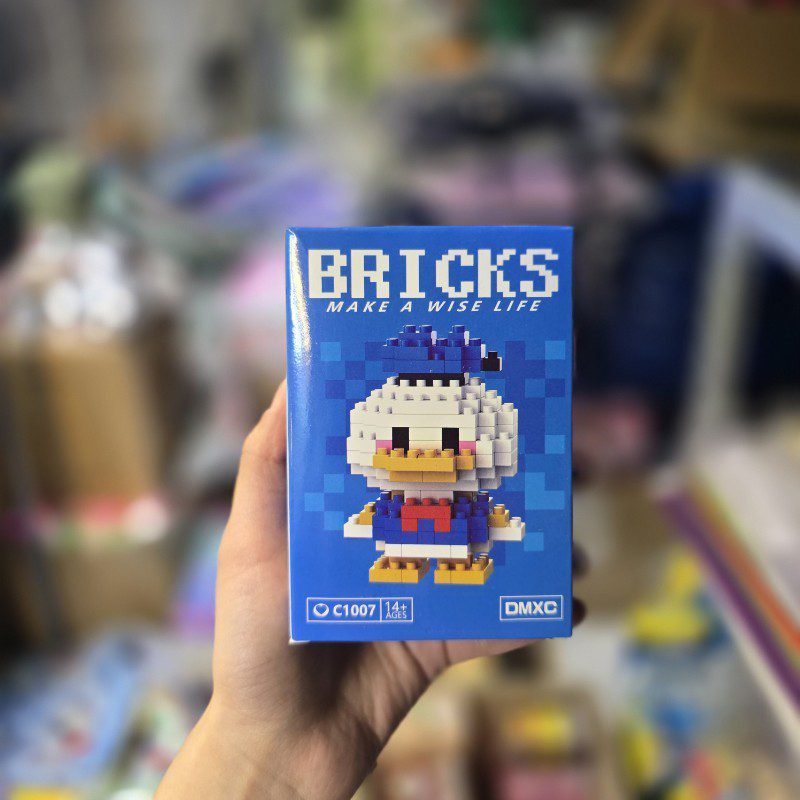 BRICKS
MAKE A WISE LIFE
C1007 14+ AGES
DMXC